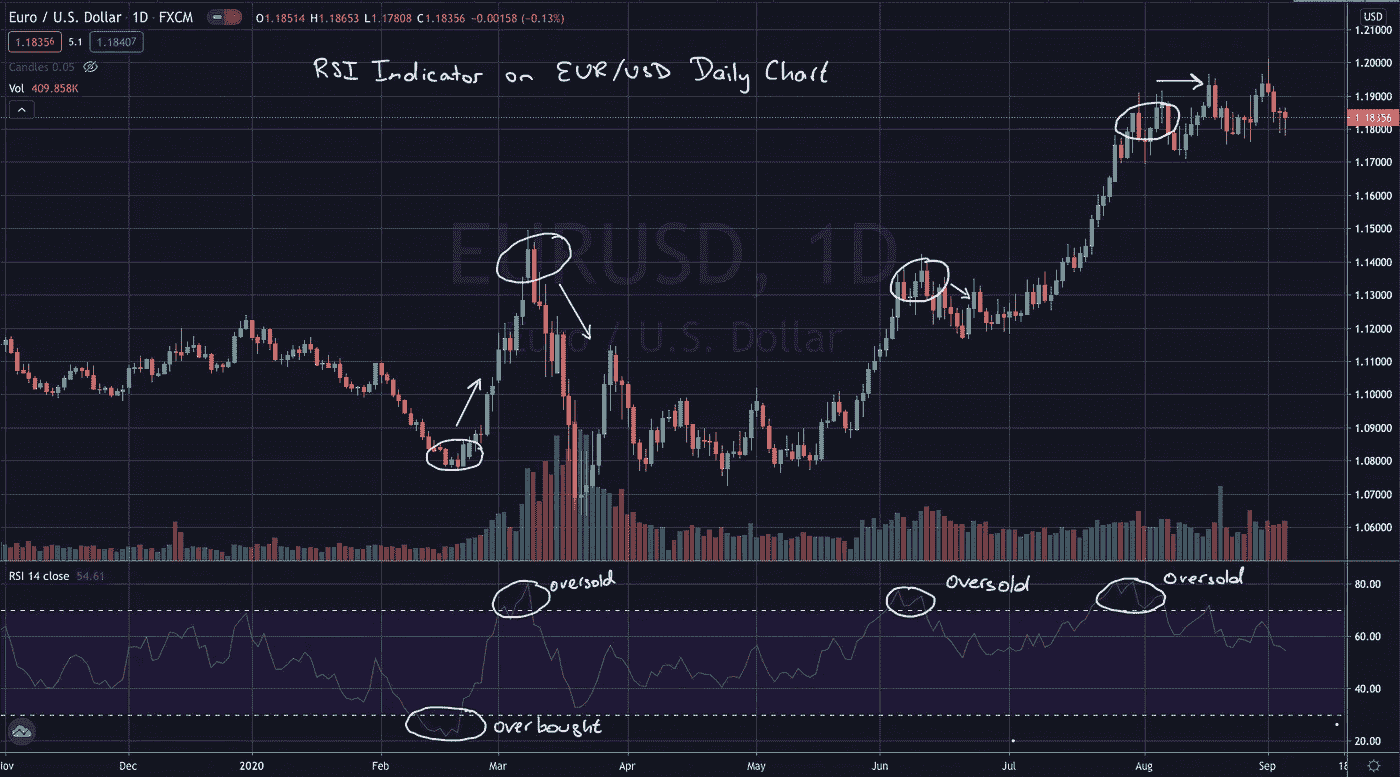 Euro / U.S. Dollar · 1D · FXCM O1.18514 H1.18653 L1.17808 C1.18356 -0.00158 (-0.13%)
USD
1.18356 5.1 1.18407
Candles 0.05
Vol 409.858K
RSI Indicator on EUR/USD Daily Chart
1.21000
1.20000
1.19000
1.18356
1.18000
1.17000
1.16000
1.15000
1.14000
1.13000
1.12000
1.11000
1.10000
1.09000
1.08000
1.07000
1.06000
EURUSD, 1D
Euro / U.S. Dollar
RSI 14 close 54.61
oversold
oversold
oversold
overbought
80.00
60.00
40.00
20.00
Dec 2020 Feb Mar Apr May Jun Jul Aug Sep